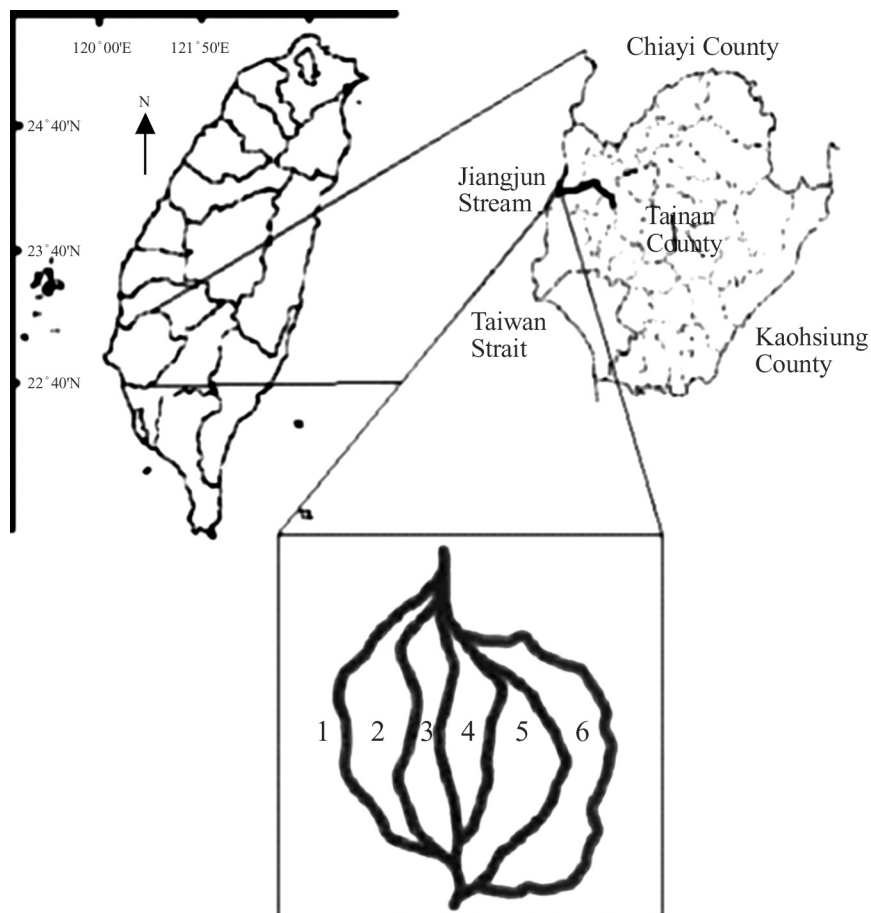 120°00'E
121°50'E
N
24°40'N
23°40'N
22°40'N
Chiayi County
Jiangjun
Stream
Tainan
County
Taiwan
Strait
Kaohsiung
County
1
2
3
4
5
6